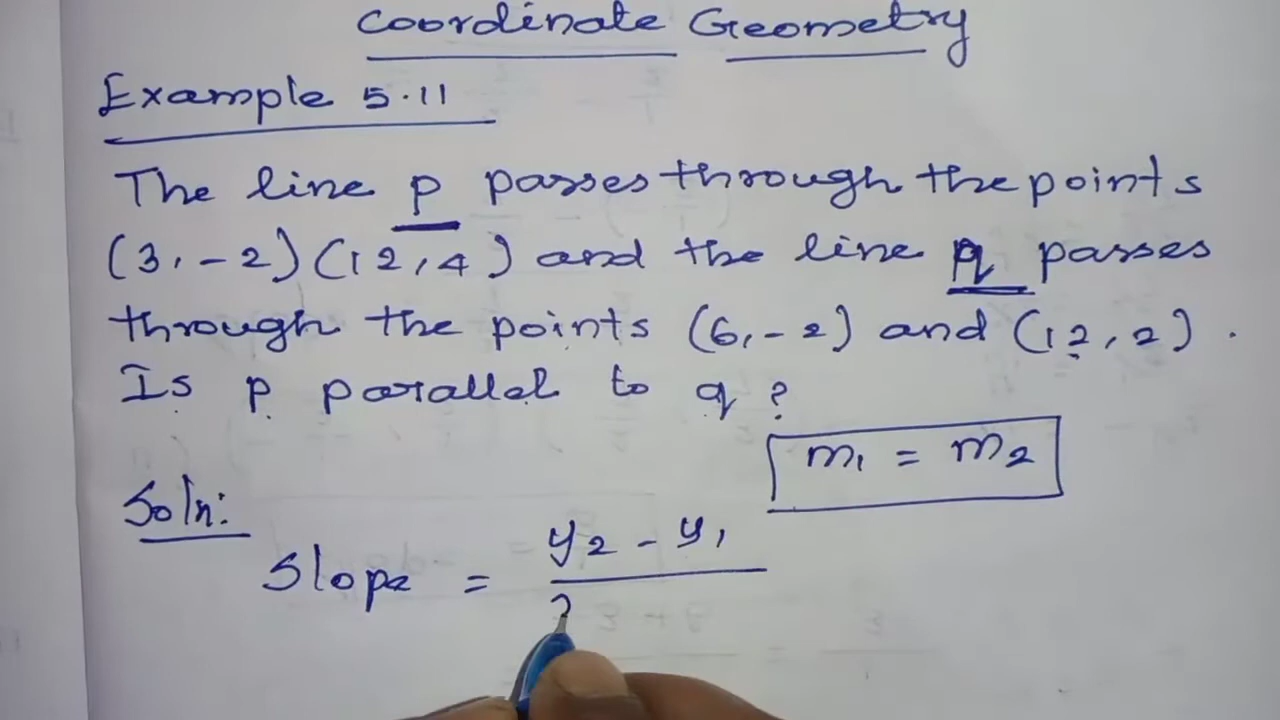 Coordinate Geometry
Example 5.11
The line p passes through the points
(3,-2) (12,4) and the line q passes
through the points (6,-2) and (12,2).
Is p parallel to q?
m₁ = m₂
Soln:
Slope = y₂ - y₁